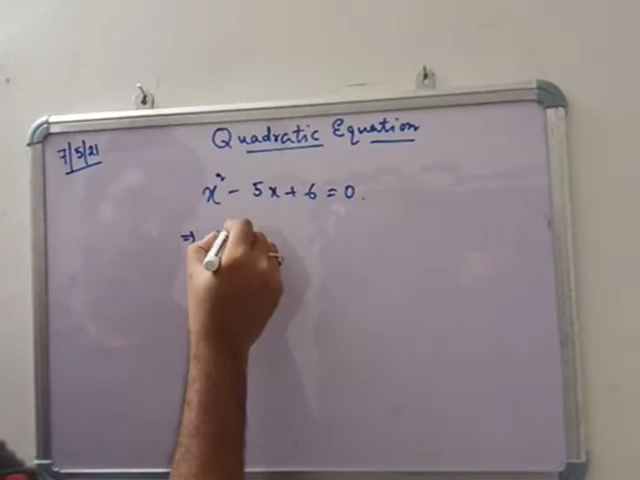 Quadratic Equation
7/5/21
x² - 5x + 6 = 0.
⇒